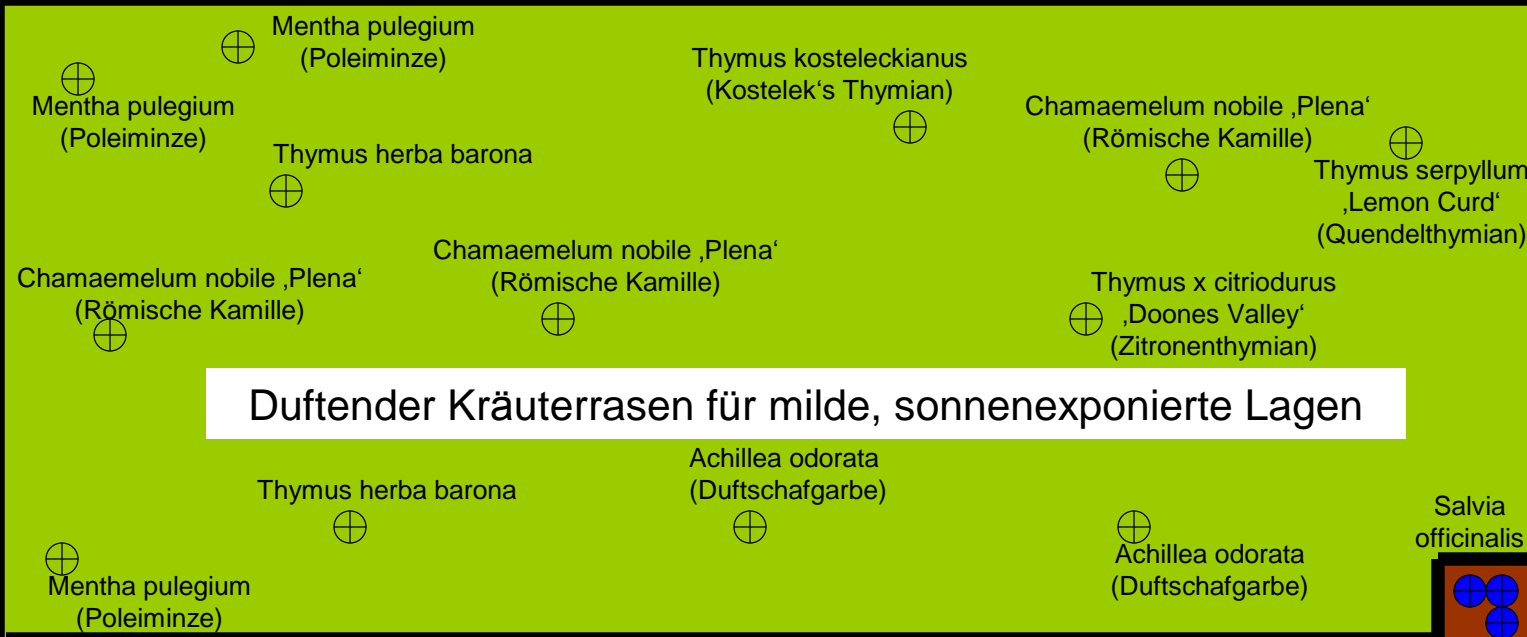 Mentha pulegium
(Poleiminze)
Mentha pulegium
(Poleiminze)
Thymus kosteleckianus
(Kostelek‘s Thymian)
Chamaemelum nobile ‚Plena‘
(Römische Kamille)
Thymus serpyllum
‚Lemon Curd‘
(Quendelthymian)
Thymus herba barona
Chamaemelum nobile ‚Plena‘
(Römische Kamille)
Chamaemelum nobile ‚Plena‘
(Römische Kamille)
Thymus x citriodurus
‚Doones Valley‘
(Zitronenthymian)
Duftender Kräuterrasen für milde, sonnenexponierte Lagen
Thymus herba barona
Achillea odorata
(Duftschafgarbe)
Salvia
officinalis
Mentha pulegium
(Poleiminze)
Achillea odorata
(Duftschafgarbe)